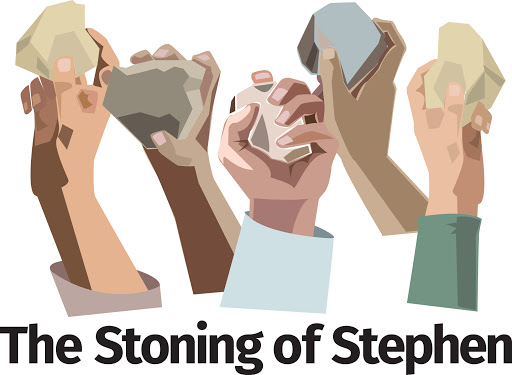 The Stoning of Stephen